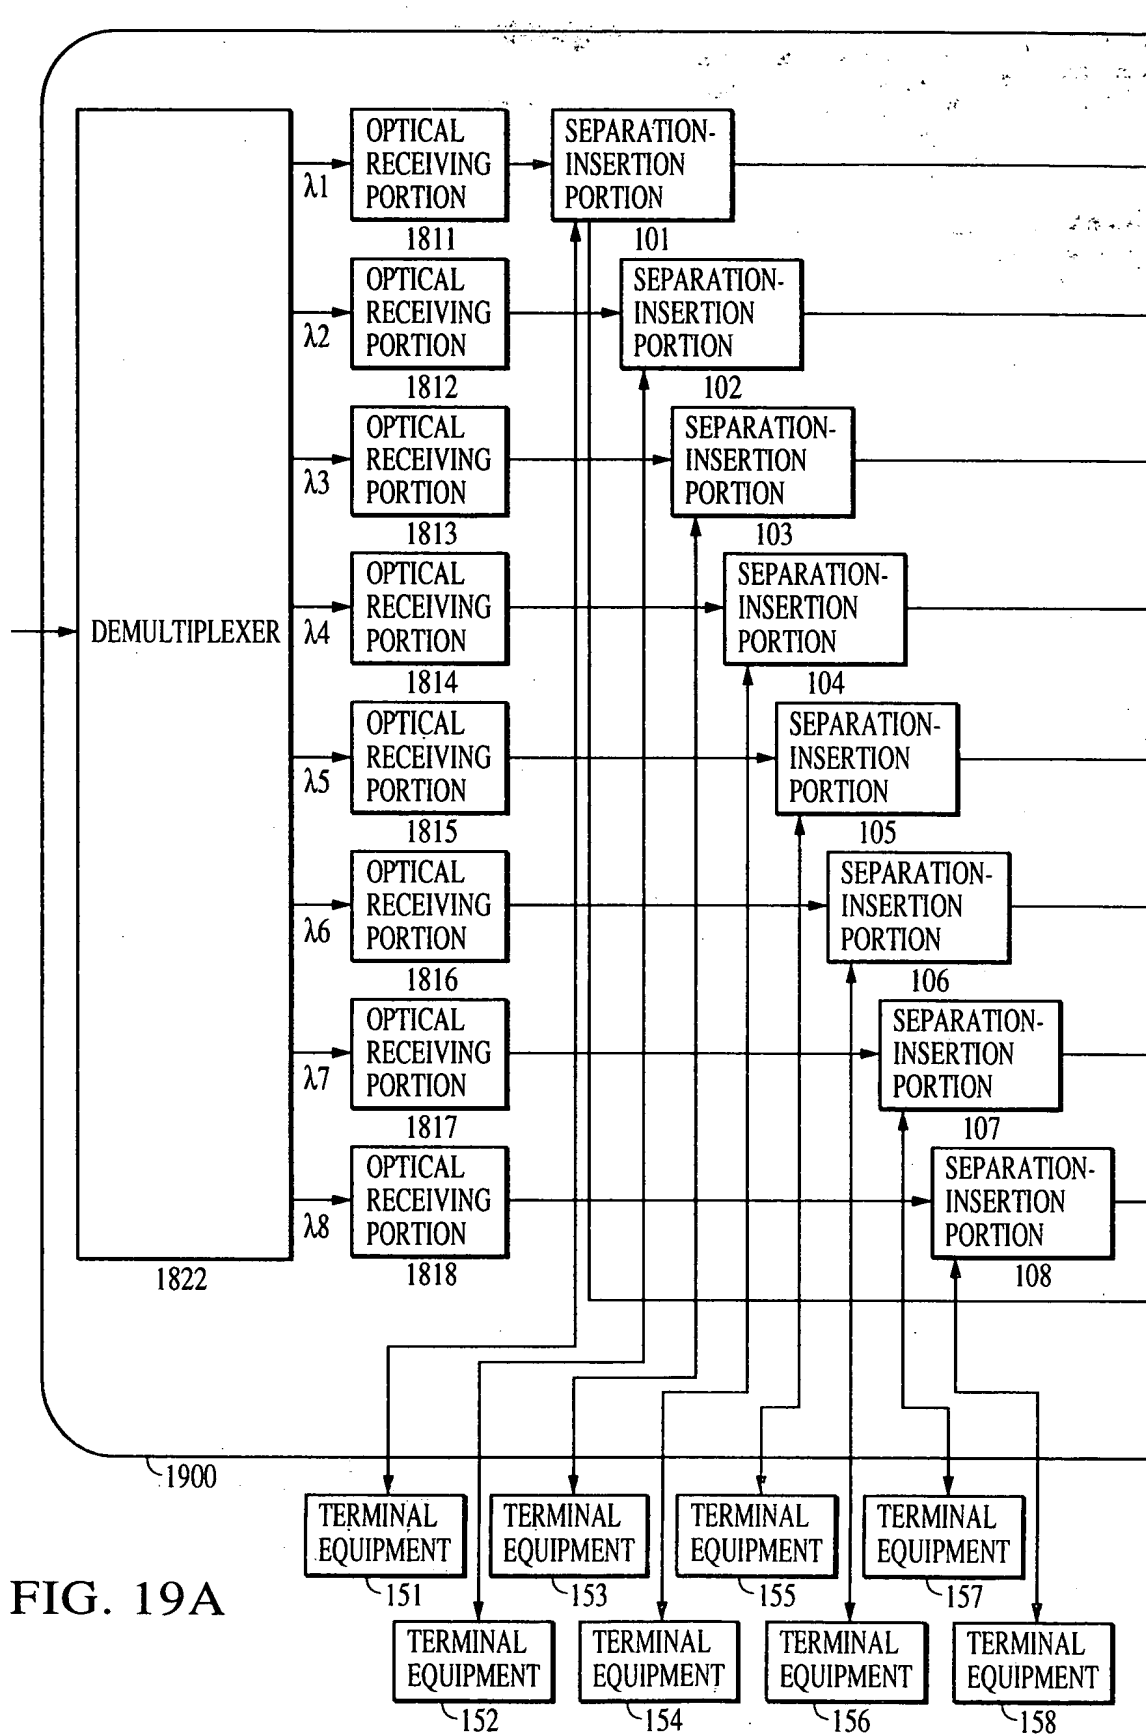 OPTICAL
RECEIVING
PORTION
SEPARATION-
INSERTION
PORTION
λ1
1811
101
OPTICAL
RECEIVING
PORTION
SEPARATION-
INSERTION
PORTION
λ2
1812
102
OPTICAL
RECEIVING
PORTION
SEPARATION-
INSERTION
PORTION
λ3
1813
103
OPTICAL
RECEIVING
PORTION
SEPARATION-
INSERTION
PORTION
DEMULTIPLEXER
λ4
1814
104
OPTICAL
RECEIVING
PORTION
SEPARATION-
INSERTION
PORTION
λ5
1815
105
OPTICAL
RECEIVING
PORTION
SEPARATION-
INSERTION
PORTION
λ6
1816
106
OPTICAL
RECEIVING
PORTION
SEPARATION-
INSERTION
PORTION
λ7
1817
107
OPTICAL
RECEIVING
PORTION
SEPARATION-
INSERTION
PORTION
λ8
1818
108
1822
1900
TERMINAL
EQUIPMENT
151
TERMINAL
EQUIPMENT
153
TERMINAL
EQUIPMENT
155
TERMINAL
EQUIPMENT
157
FIG. 19A
TERMINAL
EQUIPMENT
152
TERMINAL
EQUIPMENT
154
TERMINAL
EQUIPMENT
156
TERMINAL
EQUIPMENT
158